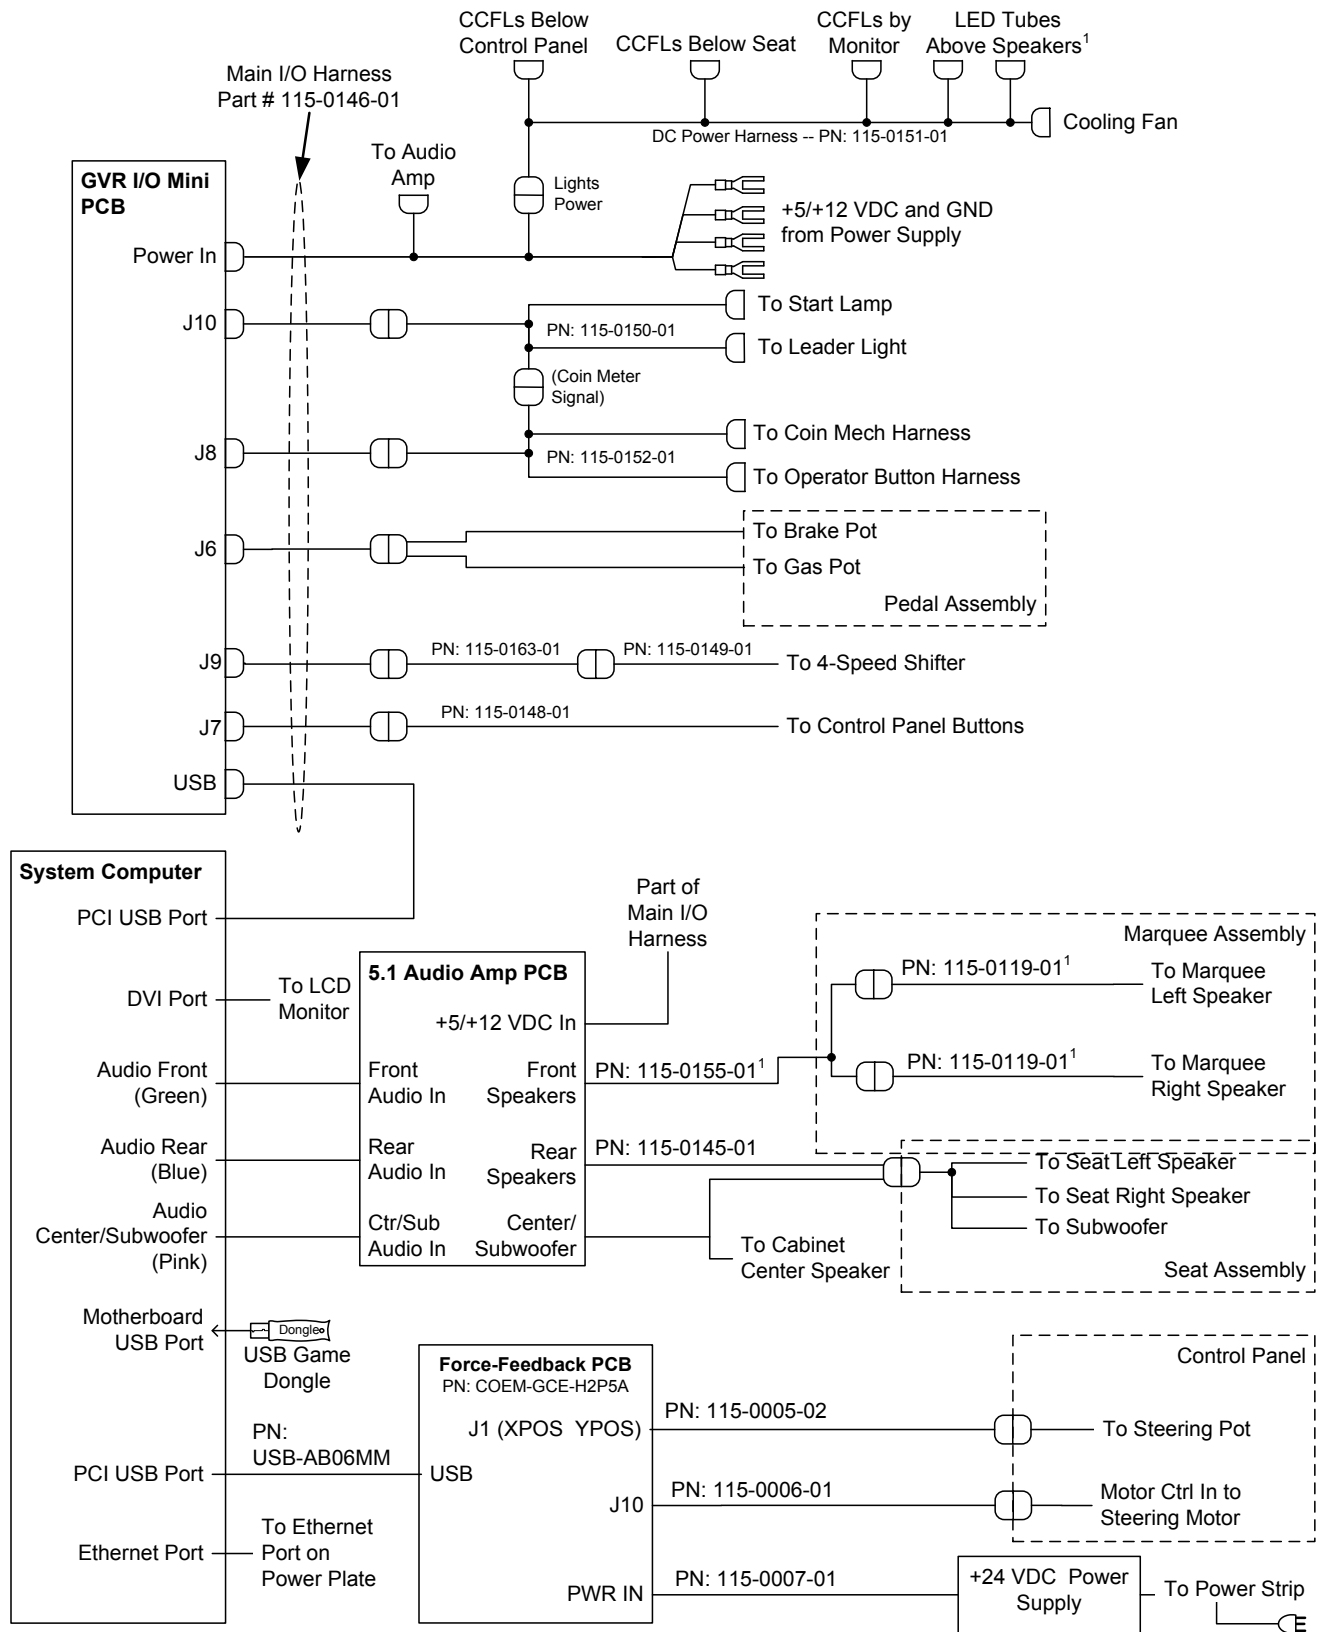 CCFLs Below
Control Panel
CCFLs Below Seat
CCFLs by
Monitor
LED Tubes
Above Speakers1
Main I/O Harness
Part # 115-0146-01
Cooling Fan
DC Power Harness -- PN: 115-0151-01
To Audio
Amp
GVR I/O Mini
PCB
Lights
Power
+5/+12 VDC and GND
from Power Supply
Power In
To Start Lamp
J10
PN: 115-0150-01
To Leader Light
(Coin Meter
Signal)
To Coin Mech Harness
J8
PN: 115-0152-01
To Operator Button Harness
To Brake Pot
J6
To Gas Pot
Pedal Assembly
PN: 115-0163-01
PN: 115-0149-01
J9
To 4-Speed Shifter
PN: 115-0148-01
J7
To Control Panel Buttons
USB
System Computer
PCI USB Port
Part of
Main I/O
Harness
Marquee Assembly
5.1 Audio Amp PCB
PN: 115-0119-011
To Marquee
Left Speaker
DVI Port
To LCD
Monitor
+5/+12 VDC In
Audio Front
(Green)
Front
Audio In
Front
Speakers
PN: 115-0155-011
PN: 115-0119-011
To Marquee
Right Speaker
Audio Rear
(Blue)
Rear
Audio In
Rear
Speakers
PN: 115-0145-01
To Seat Left Speaker
To Seat Right Speaker
To Subwoofer
Audio
Center/Subwoofer
(Pink)
Ctr/Sub
Audio In
Center/
Subwoofer
To Cabinet
Center Speaker
Seat Assembly
Motherboard
USB Port
Dongle
USB Game
Dongle
Force-Feedback PCB
PN: COEM-GCE-H2P5A
Control Panel
PN: 115-0005-02
J1 (XPOS YPOS)
To Steering Pot
PN:
USB-AB06MM
PCI USB Port
USB
PN: 115-0006-01
J10
Motor Ctrl In to
Steering Motor
Ethernet Port
To Ethernet
Port on
Power Plate
PN: 115-0007-01
PWR IN
+24 VDC Power
Supply
To Power Strip